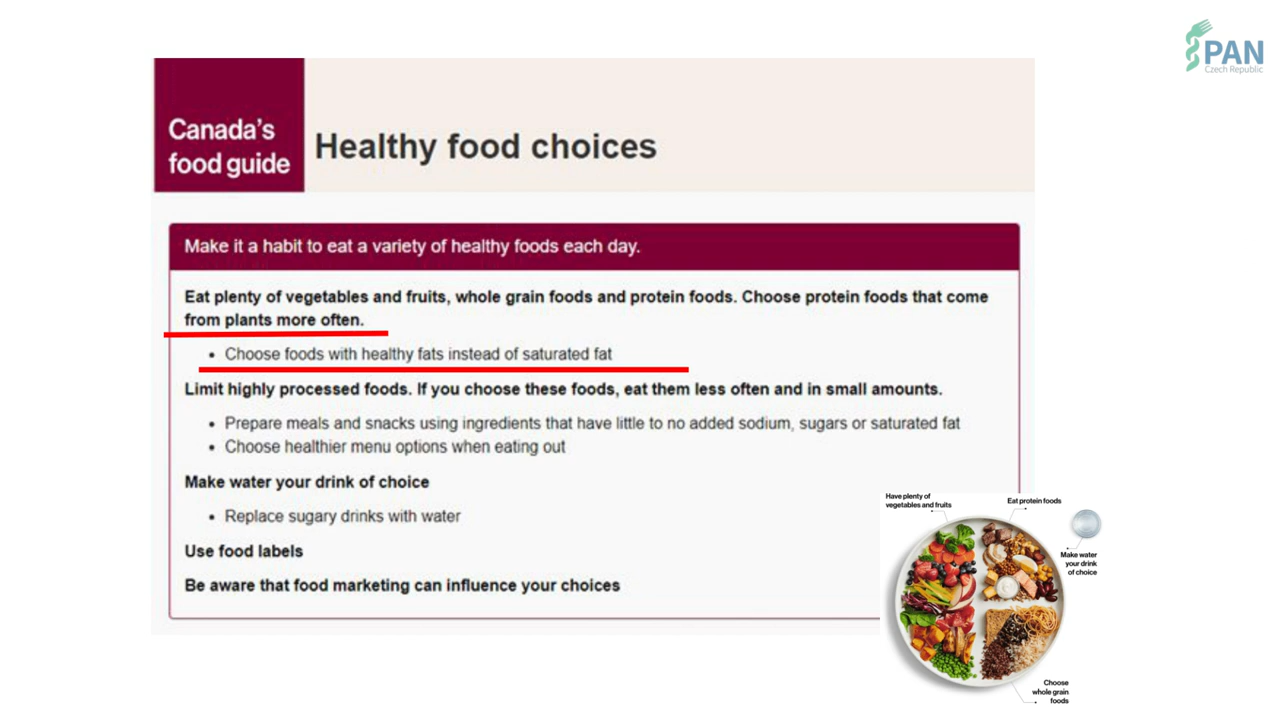 PAN
Czech Republic
Canada's
food guide
Healthy food choices
Make it a habit to eat a variety of healthy foods each day.
Eat plenty of vegetables and fruits, whole grain foods and protein foods. Choose protein foods that come
from plants more often.
• Choose foods with healthy fats instead of saturated fat
Limit highly processed foods. If you choose these foods, eat them less often and in small amounts.
• Prepare meals and snacks using ingredients that have little to no added sodium, sugars or saturated fat
• Choose healthier menu options when eating out
Make water your drink of choice
• Replace sugary drinks with water
Use food labels
Be aware that food marketing can influence your choices
Have plenty of
vegetables and fruits
Eat protein foods
Make water
your drink
of choice
Choose
whole grain
foods